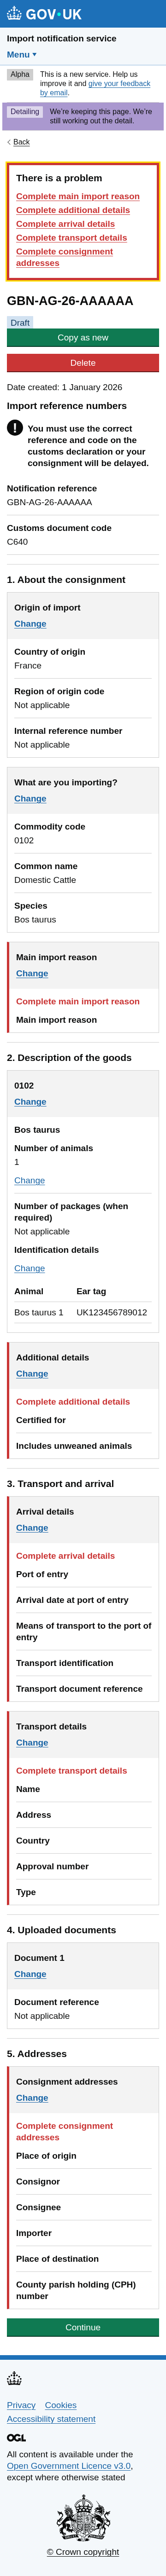 GOV·UK
Import notification service
Menu
Alpha
This is a new service. Help us
improve it and give your feedback
by email.
Detailing
We're keeping this page. We're
still working out the detail.
Back
There is a problem
Complete main import reason
Complete additional details
Complete arrival details
Complete transport details
Complete consignment
addresses
GBN-AG-26-AAAAAA
Draft
Copy as new
Delete
Date created: 1 January 2026
Import reference numbers
!
You must use the correct
reference and code on the
customs declaration or your
consignment will be delayed.
Notification reference
GBN-AG-26-AAAAAA
Customs document code
C640
1. About the consignment
Origin of import
Change
Country of origin
France
Region of origin code
Not applicable
Internal reference number
Not applicable
What are you importing?
Change
Commodity code
0102
Common name
Domestic Cattle
Species
Bos taurus
Main import reason
Change
Complete main import reason
Main import reason
2. Description of the goods
0102
Change
Bos taurus
Number of animals
1
Change
Number of packages (when
required)
Not applicable
Identification details
Change
Animal Ear tag
Bos taurus 1 UK123456789012
Additional details
Change
Complete additional details
Certified for
Includes unweaned animals
3. Transport and arrival
Arrival details
Change
Complete arrival details
Port of entry
Arrival date at port of entry
Means of transport to the port of
entry
Transport identification
Transport document reference
Transport details
Change
Complete transport details
Name
Address
Country
Approval number
Type
4. Uploaded documents
Document 1
Change
Document reference
Not applicable
5. Addresses
Consignment addresses
Change
Complete consignment
addresses
Place of origin
Consignor
Consignee
Importer
Place of destination
County parish holding (CPH)
number
Continue
Privacy Cookies
Accessibility statement
OGL
All content is available under the
Open Government Licence v3.0,
except where otherwise stated
© Crown copyright